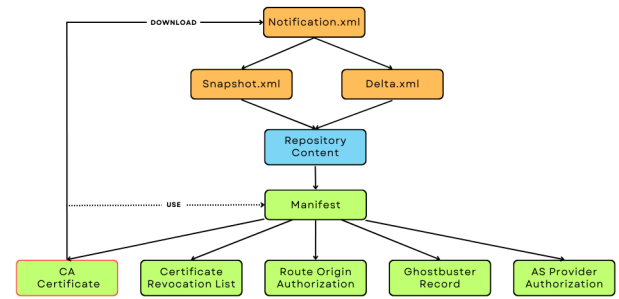 DOWNLOAD
Notification.xml
Snapshot.xml
Delta.xml
Repository
Content
USE
Manifest
CA
Certificate
Certificate
Revocation List
Route Origin
Authorization
Ghostbuster
Record
AS Provider
Authorization